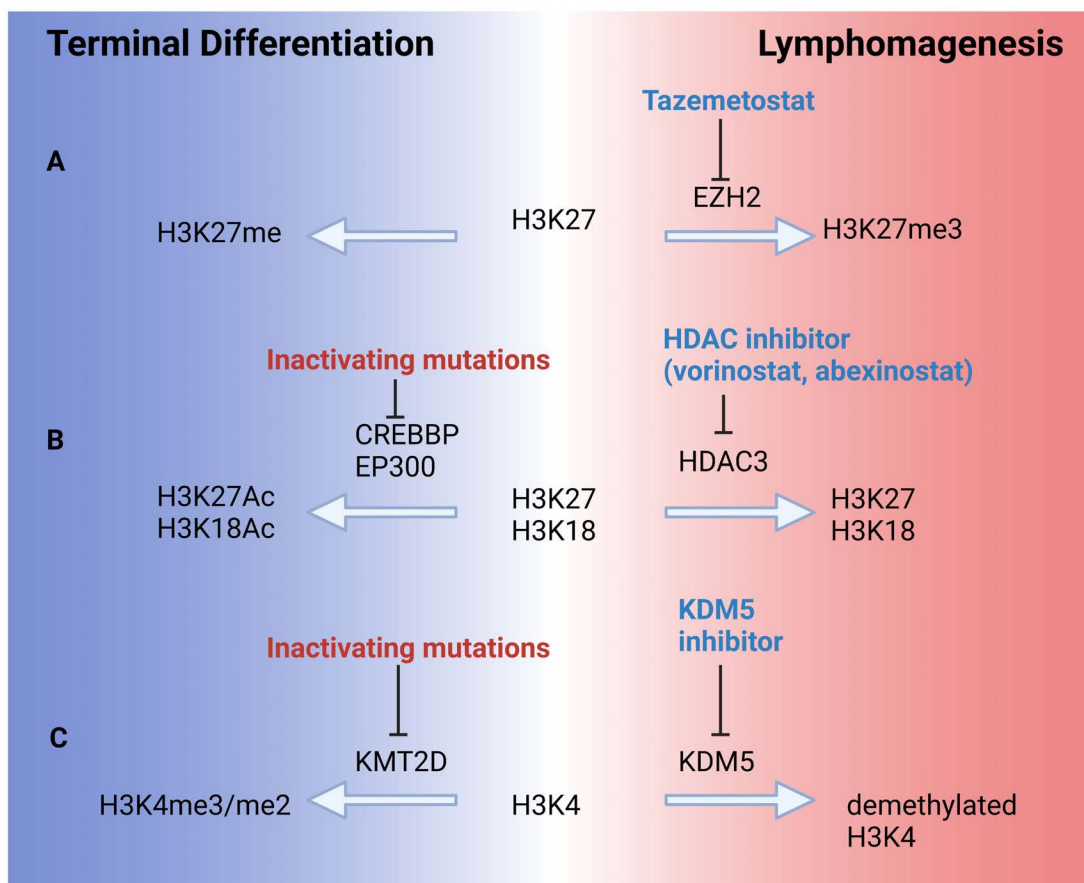 Terminal Differentiation
Lymphomagenesis
Tazemetostat
A
EZH2
H3K27me
H3K27
H3K27me3
HDAC inhibitor
(vorinostat, abexinostat)
Inactivating mutations
B
CREBBP
EP300
HDAC3
H3K27Ac
H3K18Ac
H3K27
H3K18
H3K27
H3K18
KDM5
inhibitor
Inactivating mutations
C
KMT2D
KDM5
H3K4me3/me2
H3K4
demethylated
H3K4